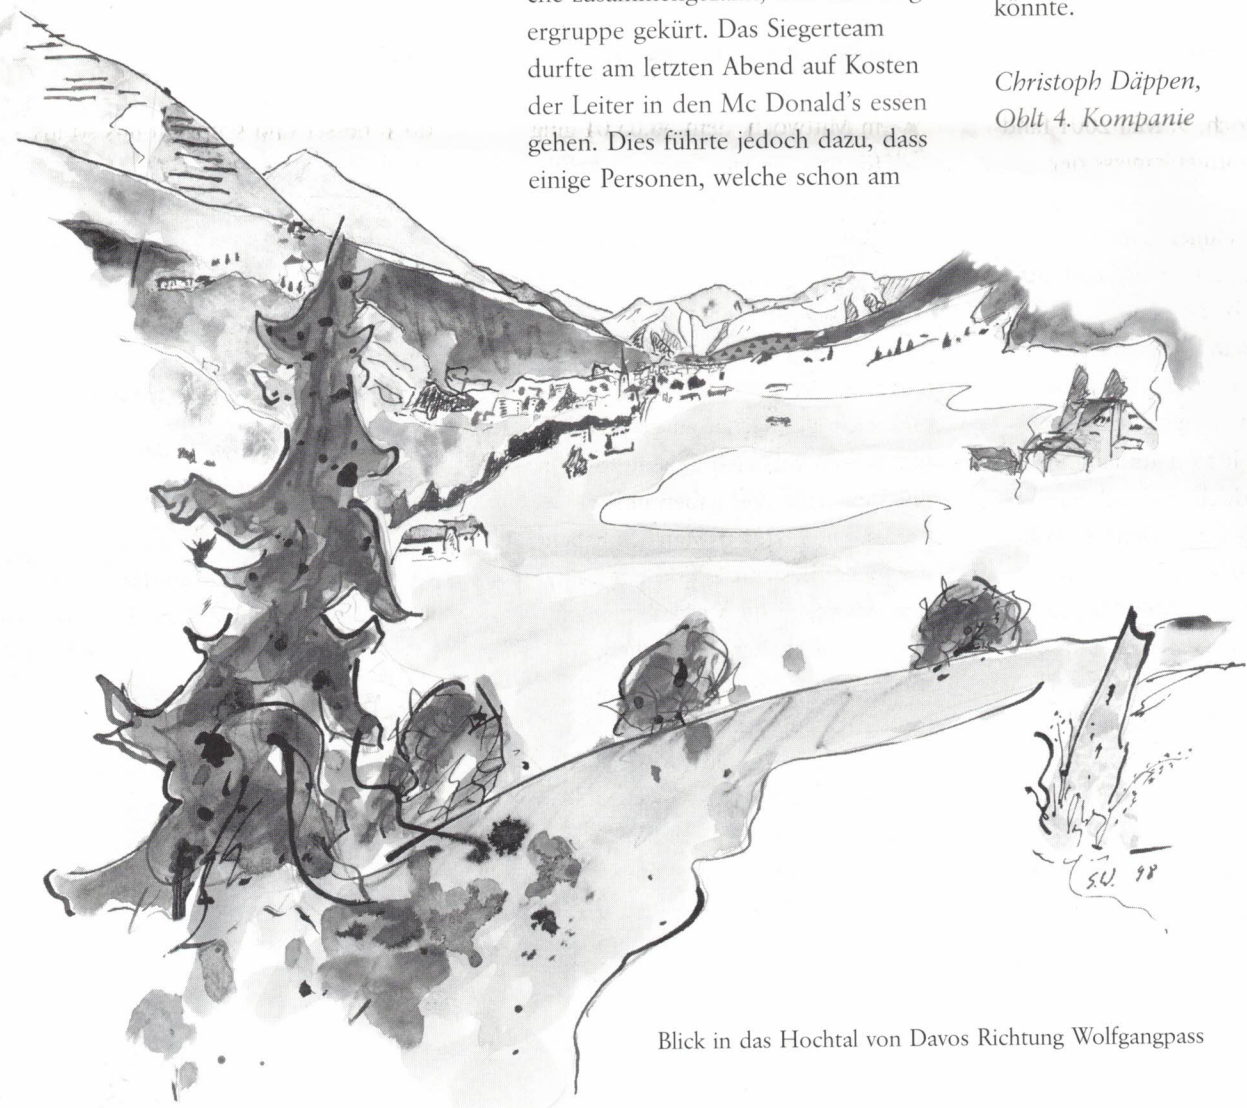 ergruppe gekürt. Das Siegerteam
durfte am letzten Abend auf Kosten
der Leiter in den Mc Donald's essen
gehen. Dies führte jedoch dazu, dass
einige Personen, welche schon am
könnte.
Christoph Däppen,
Oblt 4. Kompanie
S.W. 98
Blick in das Hochtal von Davos Richtung Wolfgangpass